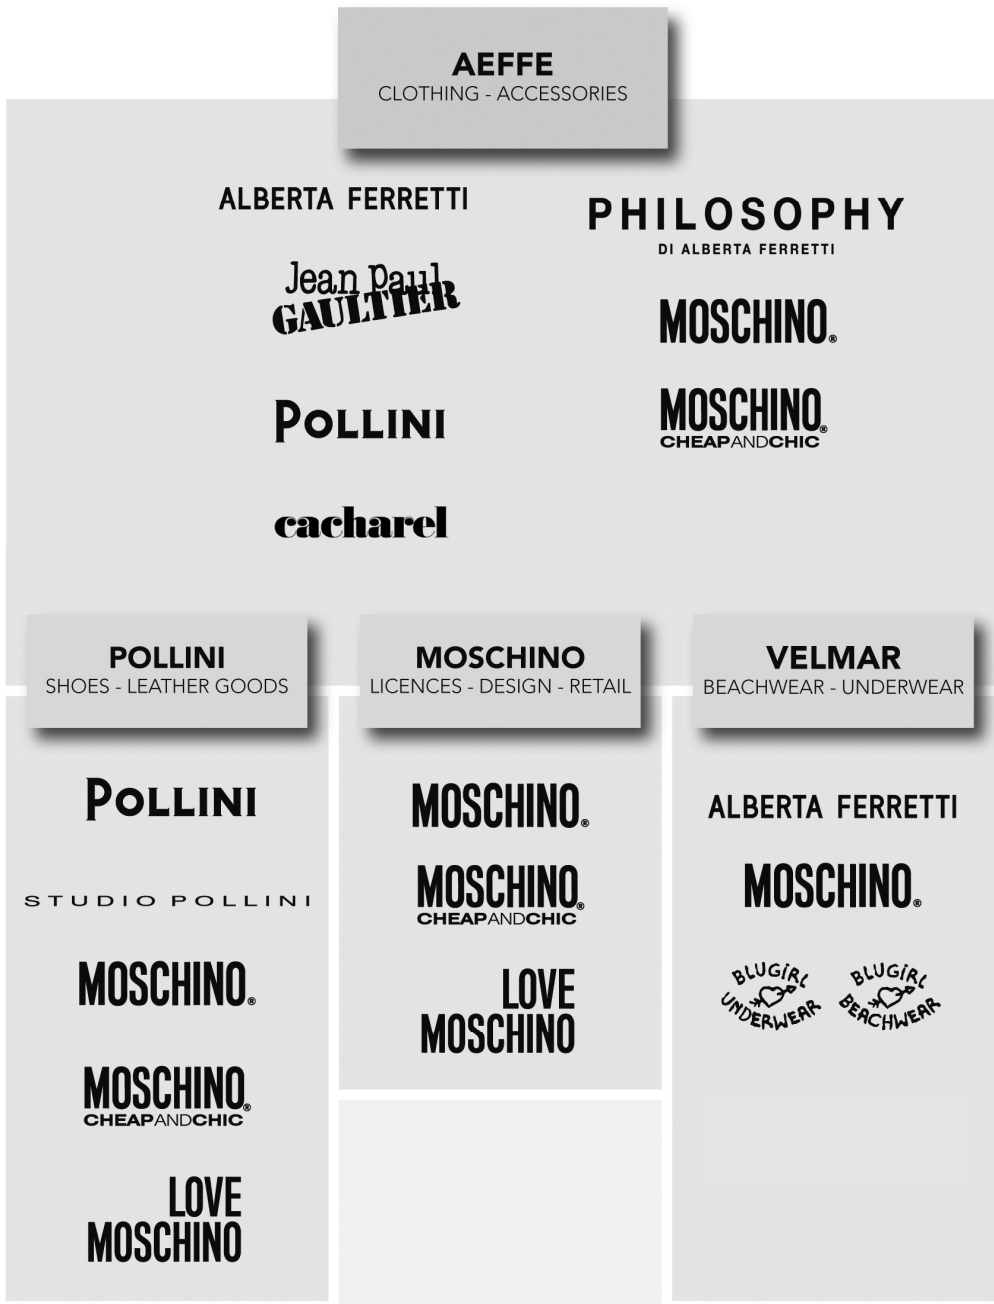 AEFFE
CLOTHING - ACCESSORIES
ALBERTA FERRETTI
Jean Paul
GAULTIER
POLLINI
cacharel
PHILOSOPHY
DI ALBERTA FERRETTI
MOSCHINO®
MOSCHINO®
CHEAPANDCHIC
POLLINI
SHOES - LEATHER GOODS
POLLINI
STUDIO POLLINI
MOSCHINO®
MOSCHINO®
CHEAPANDCHIC
LOVE
MOSCHINO
MOSCHINO
LICENCES - DESIGN - RETAIL
MOSCHINO®
MOSCHINO®
CHEAPANDCHIC
LOVE
MOSCHINO
VELMAR
BEACHWEAR - UNDERWEAR
ALBERTA FERRETTI
MOSCHINO®
BLUGiRL
UNDERWEAR
BLUGiRL
BEACHWEAR